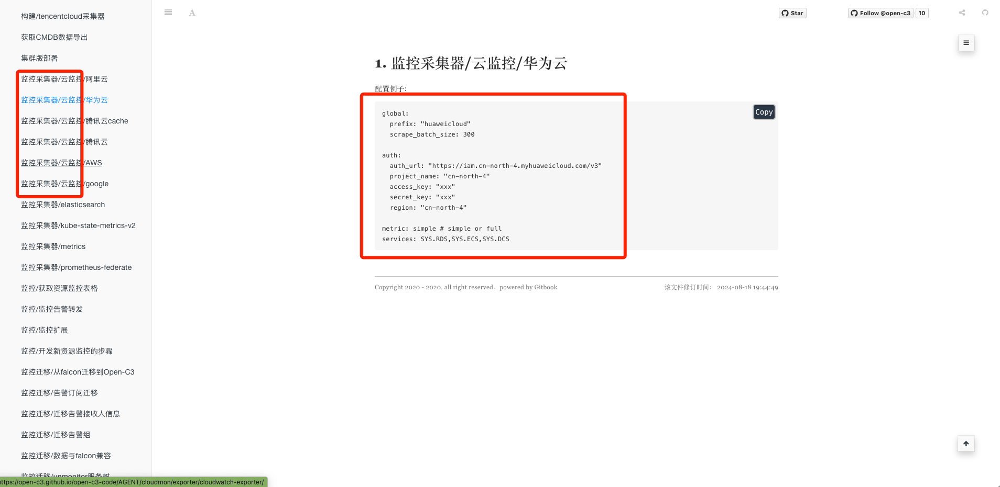 构建/tencentcloud采集器
获取CMDB数据导出
集群版部署
监控采集器/云监控/阿里云
监控采集器/云监控/华为云
监控采集器/云监控/腾讯云cache
监控采集器/云监控/腾讯云
监控采集器/云监控/AWS
监控采集器/云监控/google
监控采集器/elasticsearch
监控采集器/kube-state-metrics-v2
监控采集器/metrics
监控采集器/prometheus-federate
监控/获取资源监控表格
监控/监控告警转发
监控/监控扩展
监控/开发新资源监控的步骤
监控迁移/从falcon迁移到Open-C3
监控迁移/告警订阅迁移
监控迁移/迁移告警接收人信息
监控迁移/迁移告警组
监控迁移/数据与falcon兼容
监控迁移/unmonitor服务树
https://open-c3.github.io/open-c3-code/AGENT/cloudmon/exporter/cloudwatch-exporter/
A
Star
Follow @open-c3 10
1. 监控采集器/云监控/华为云
配置例子:
Copy
global:
  prefix: "huaweicloud"
  scrape_batch_size: 300
auth:
  auth_url: "https://iam.cn-north-4.myhuaweicloud.com/v3"
  project_name: "cn-north-4"
  access_key: "xxx"
  secret_key: "xxx"
  region: "cn-north-4"
metric: simple # simple or full
services: SYS.RDS,SYS.ECS,SYS.DCS
Copyright 2020 - 2020. all right reserved，powered by Gitbook
该文件修订时间： 2024-08-18 19:44:49